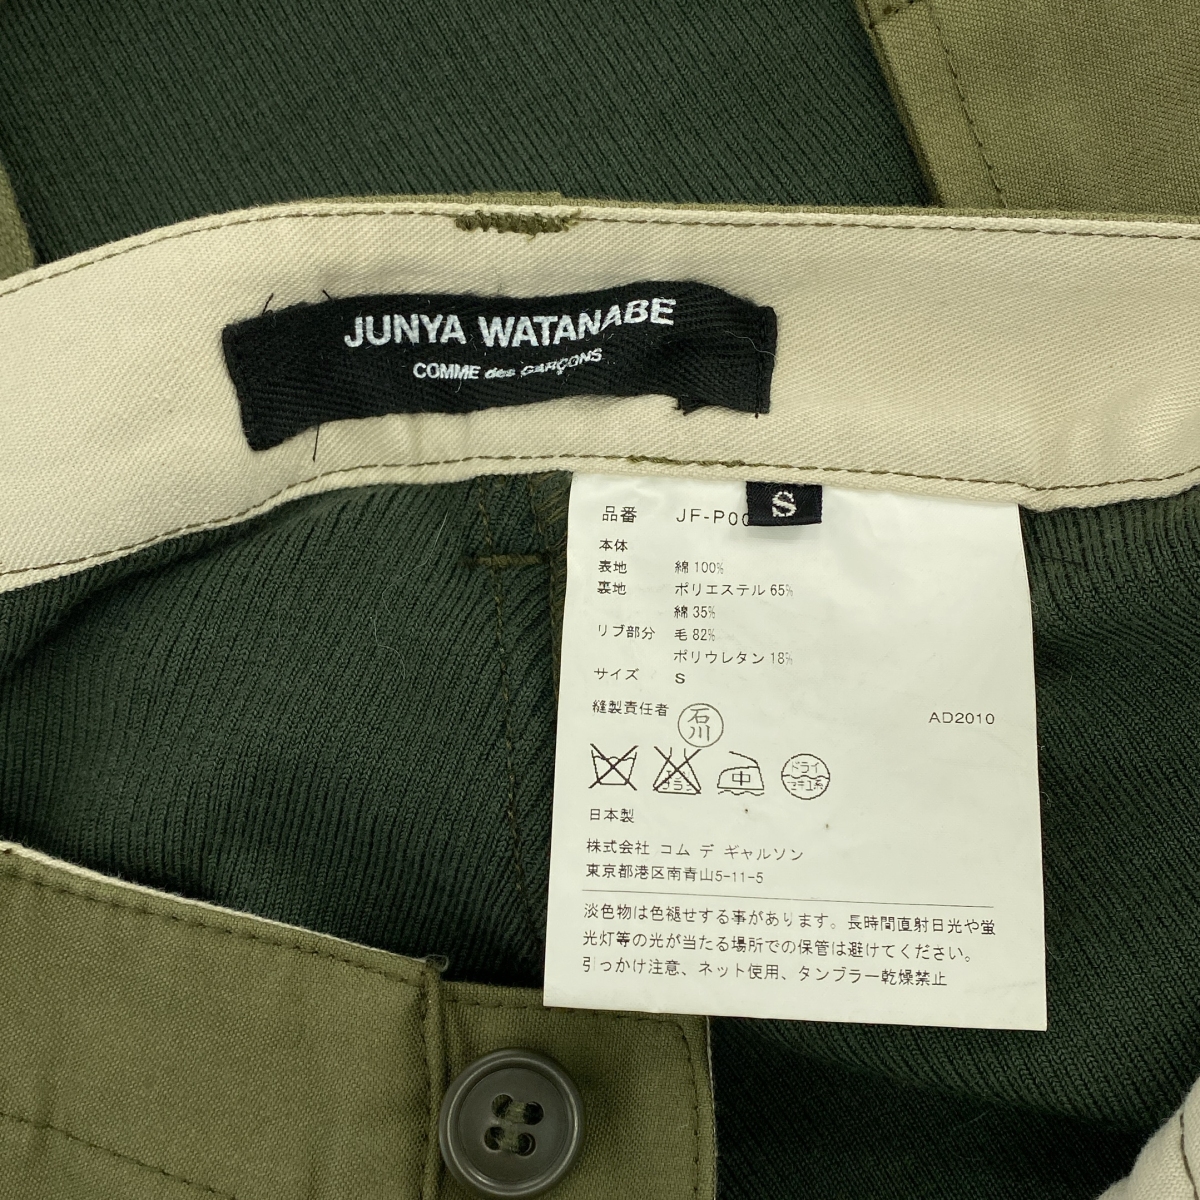 JUNYA WATANABE
COMME des GARÇONS
S
品番 JF-P00
本体
表地 綿 100%
裏地 ポリエステル 65%
綿 35%
リブ部分 毛 82%
ポリウレタン 18%
サイズ S
縫製責任者 石川
AD2010
中 ドライ
日本製
株式会社 コム デ ギャルソン
東京都港区南青山5-11-5
淡色物は色褪せする事があります。長時間直射日光や蛍
光灯等の光が当たる場所での保管は避けてください。
引っかけ注意、ネット使用、タンブラー乾燥禁止